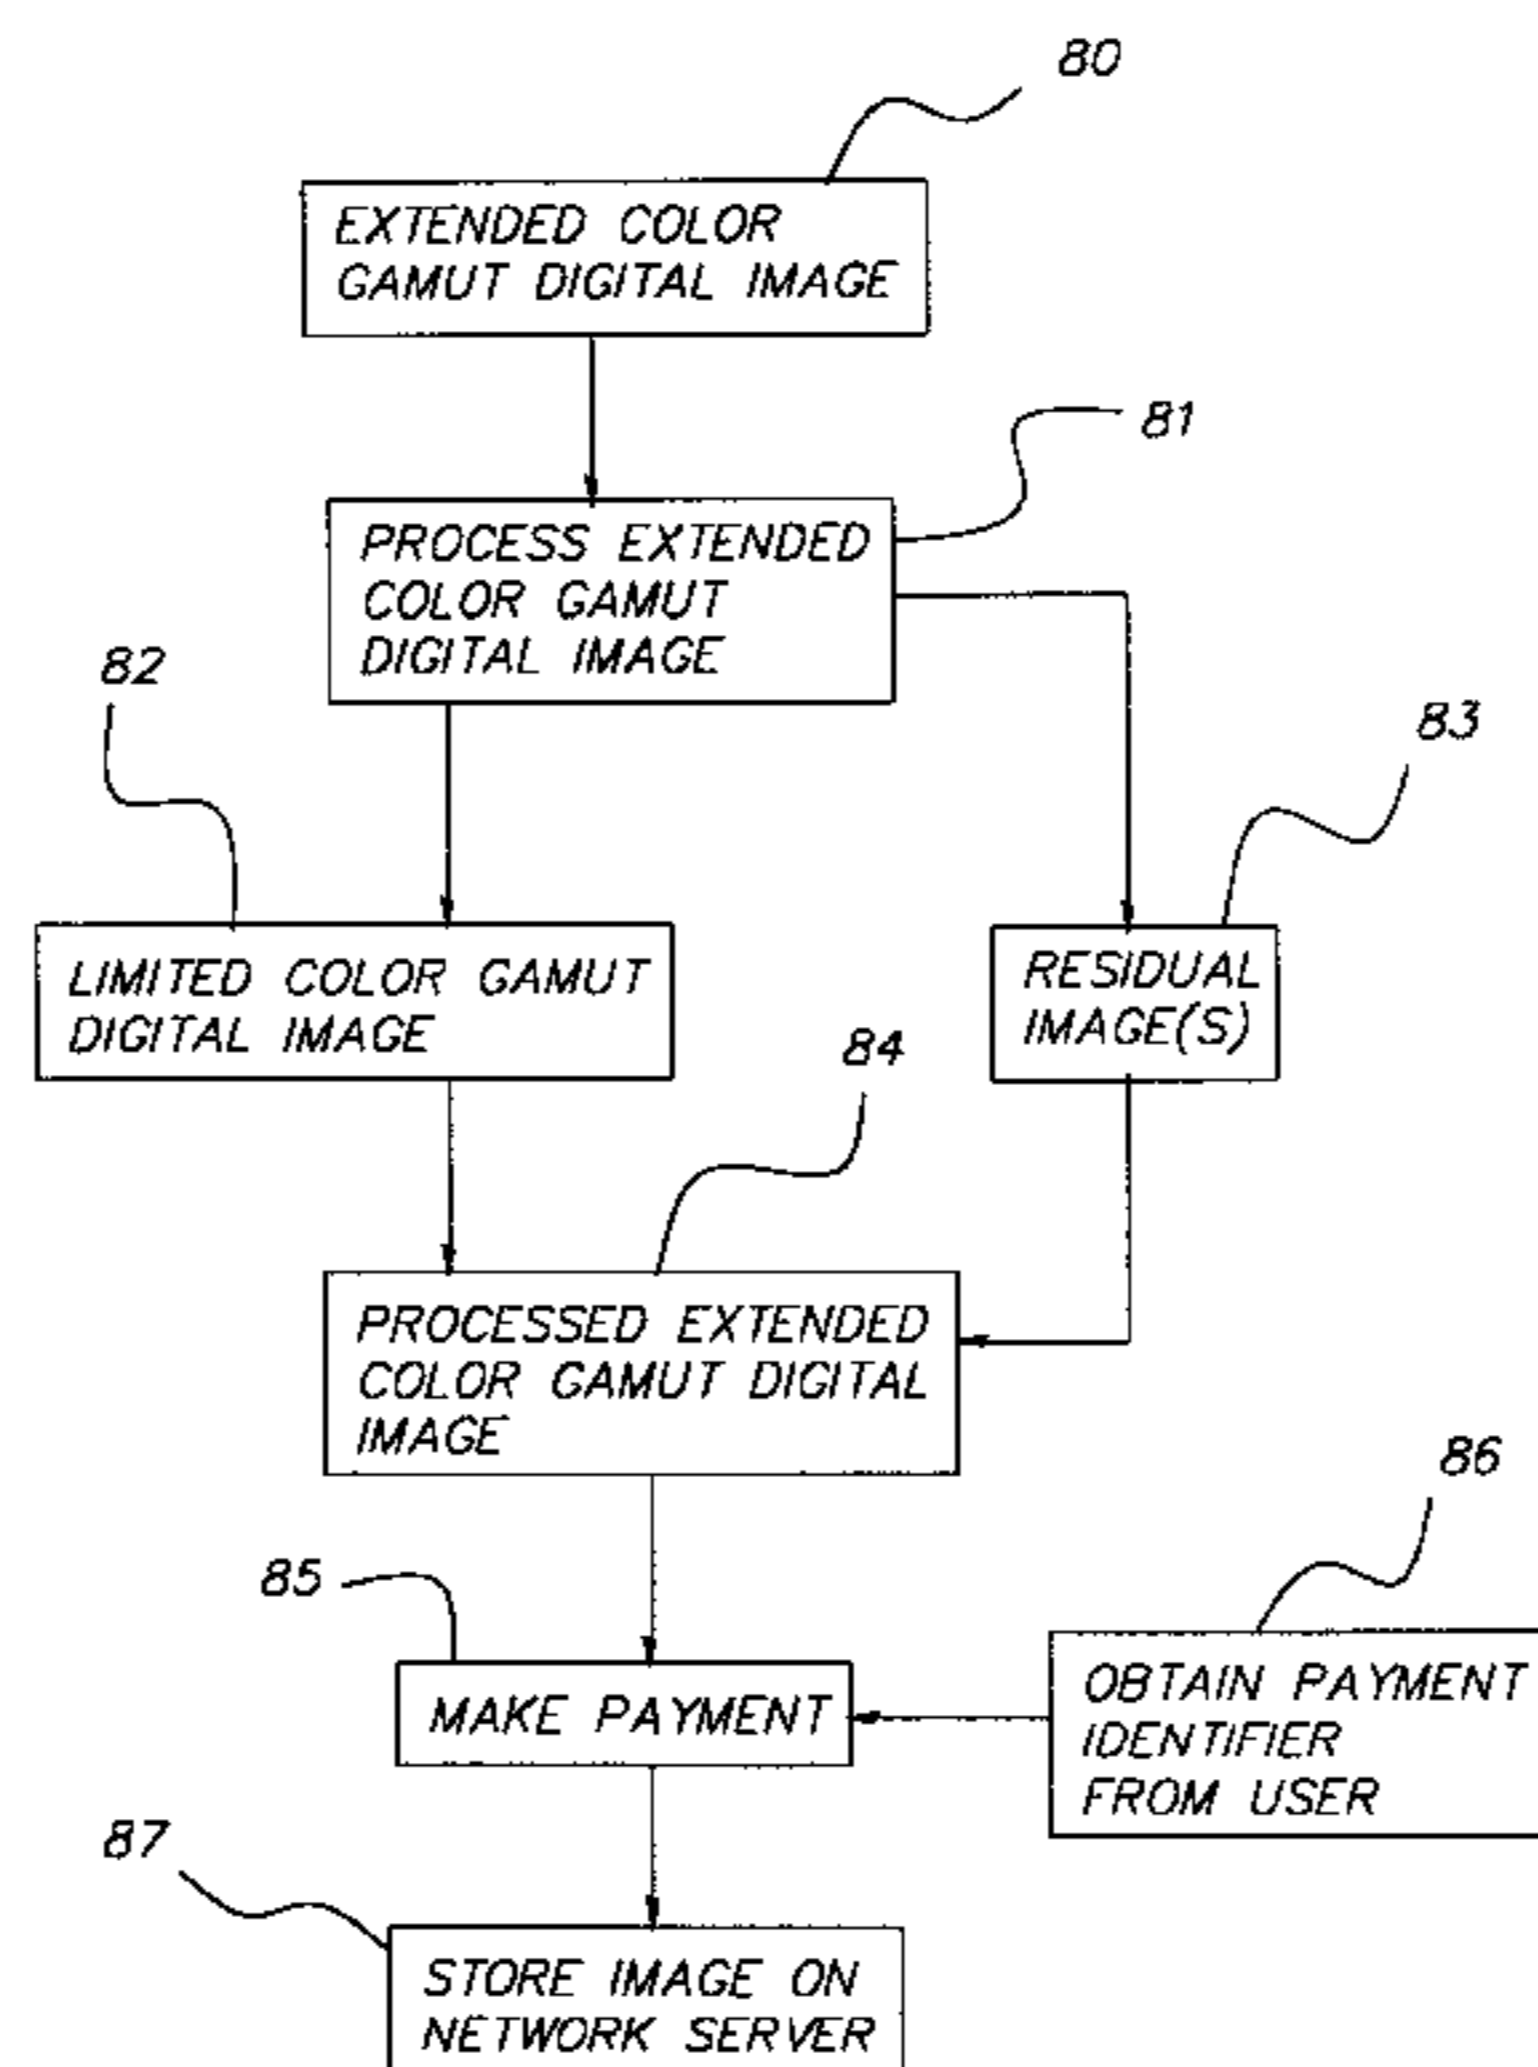 80
EXTENDED COLOR
GAMUT DIGITAL IMAGE
81
PROCESS EXTENDED
COLOR GAMUT
DIGITAL IMAGE
82
83
LIMITED COLOR GAMUT
DIGITAL IMAGE
RESIDUAL
IMAGE(S)
84
PROCESSED EXTENDED
COLOR GAMUT DIGITAL
IMAGE
86
85
MAKE PAYMENT
OBTAIN PAYMENT
IDENTIFIER
FROM USER
87
STORE IMAGE ON
NETWORK SERVER